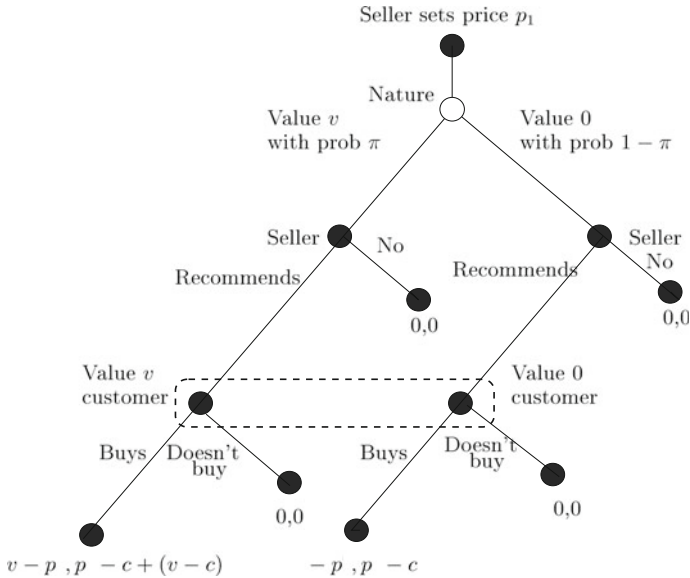 Seller sets price p₁
Nature
Value v
with prob π
Value 0
with prob 1 − π
Seller
No
Seller
No
Recommends
Recommends
0,0
0,0
Value v
customer
Value 0
customer
Buys
Doesn't
buy
Buys
Doesn't
buy
0,0
0,0
v − p , p − c + (v − c)
− p , p − c